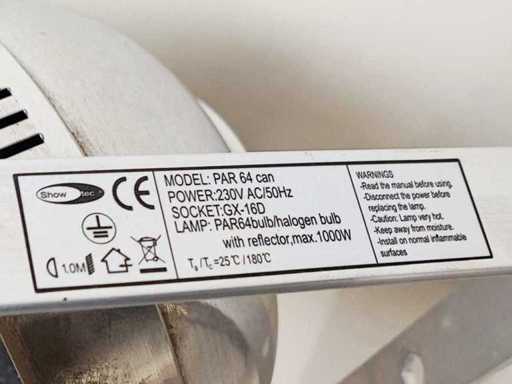 Showtec
CE
1.0M
MODEL: PAR 64 can
POWER:230V AC/50Hz
SOCKET:GX-16D
LAMP: PAR64bulb/halogen bulb
with reflector,max.1000W
Ta/Tc=25℃/180℃
WARNINGS
-Read the manual before using.
-Disconnect the power before
replacing the lamp.
-Caution: Lamp very hot.
-Keep away from moisture.
-Install on normal inflammable
surfaces